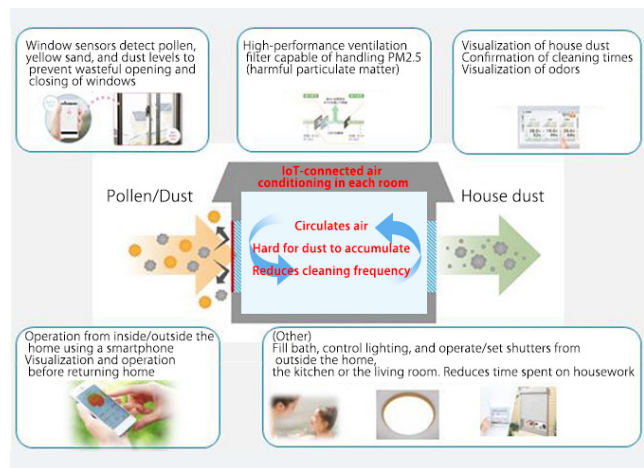 Window sensors detect pollen,
yellow sand, and dust levels to
prevent wasteful opening and
closing of windows
High-performance ventilation
filter capable of handling PM2.5
(harmful particulate matter)
Visualization of house dust
Confirmation of cleaning times
Visualization of odors
IoT-connected air
conditioning in each room
Pollen/Dust
House dust
Circulates air
Hard for dust to accumulate
Reduces cleaning frequency
Operation from inside/outside the
home using a smartphone
Visualization and operation
before returning home
(Other)
Fill bath, control lighting, and operate/set shutters from
outside the home,
the kitchen or the living room. Reduces time spent on housework